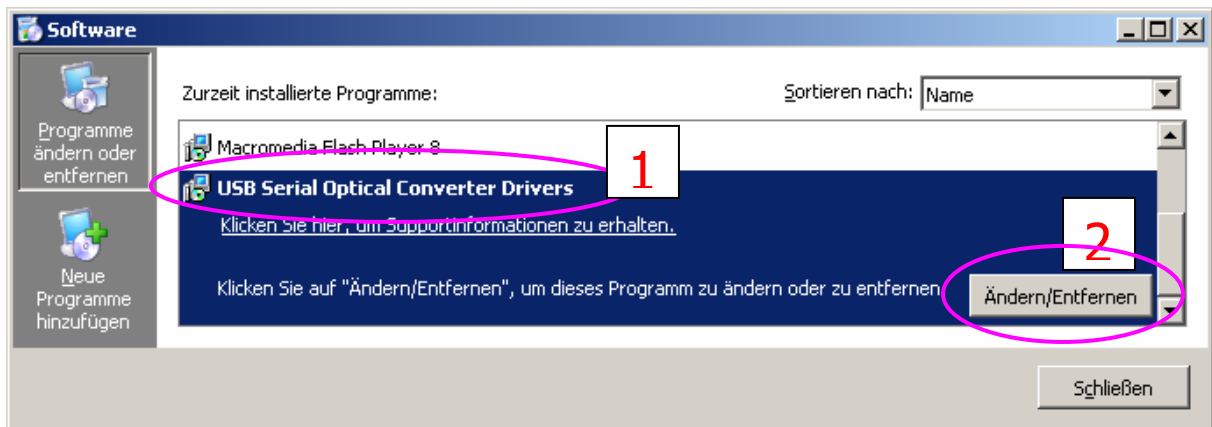 Software
Programme
ändern oder
entfernen
Neue
Programme
hinzufügen
Zurzeit installierte Programme:
Sortieren nach: Name
Macromedia Flash Player 8
1
USB Serial Optical Converter Drivers
Klicken Sie hier, um Supportinformationen zu erhalten.
2
Klicken Sie auf "Ändern/Entfernen", um dieses Programm zu ändern oder zu entfernen
Ändern/Entfernen
Schließen